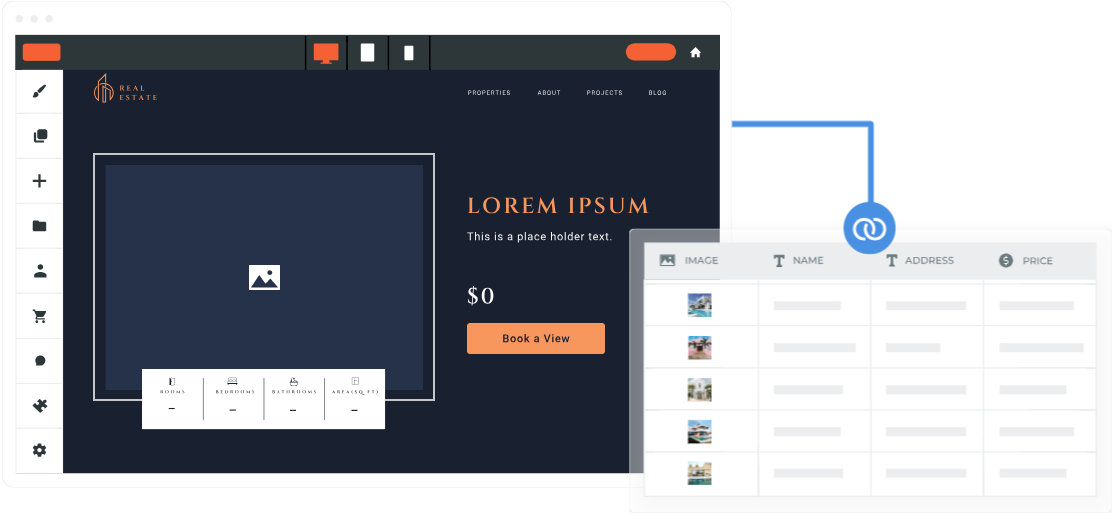 REAL
ESTATE
PROPERTIES ABOUT PROJECTS BLOG
LOREM IPSUM
This is a place holder text.
$0
Book a View
ROOMS BEDROOMS BATHROOMS AREA(SQ FT)
– – – –
IMAGE NAME ADDRESS PRICE